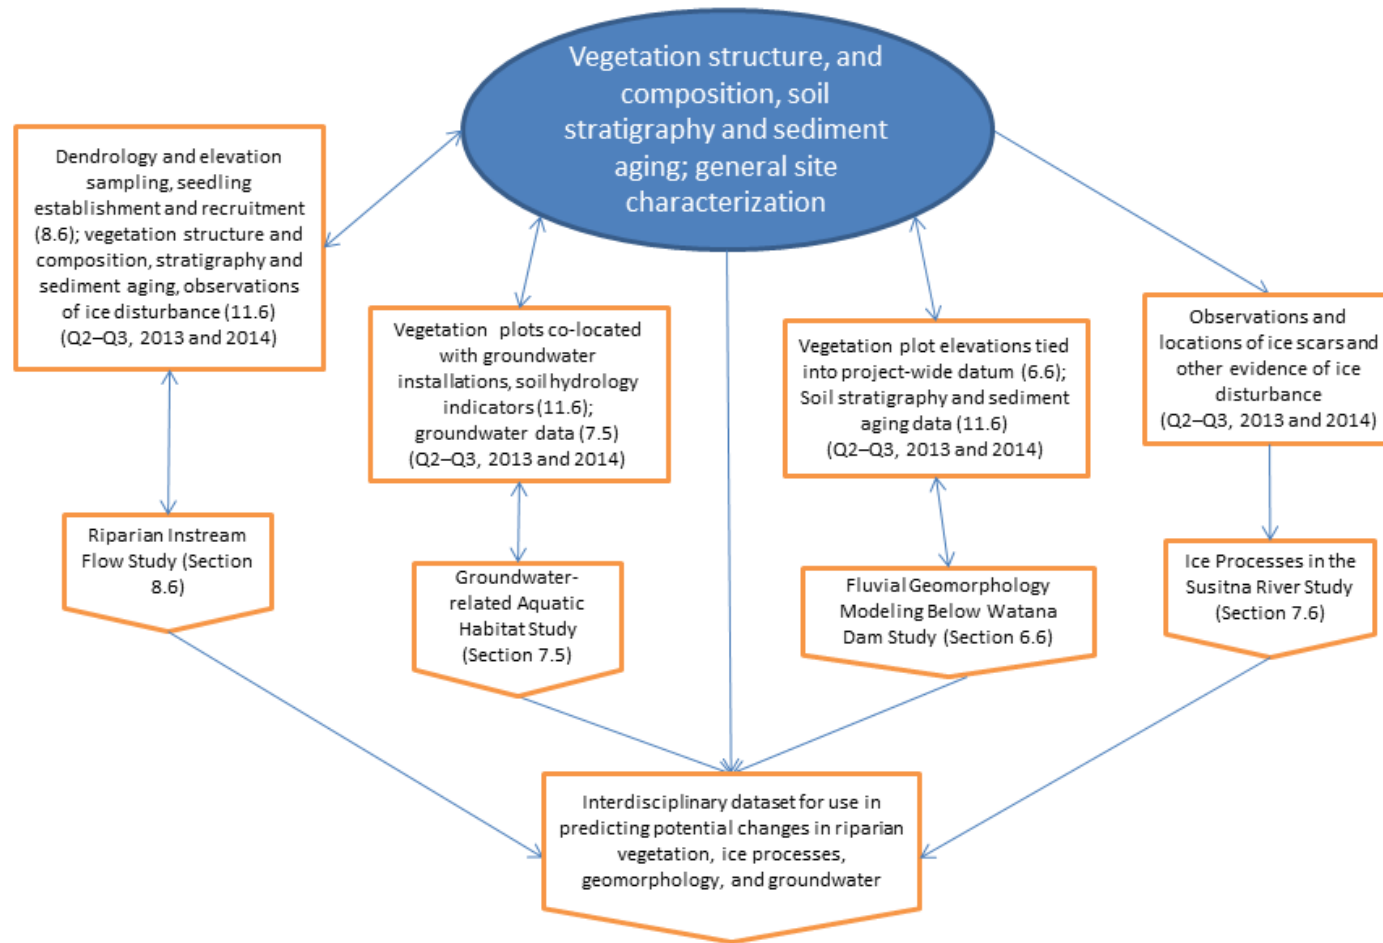 Vegetation structure, and
composition, soil
stratigraphy and sediment
aging; general site
characterization
Dendrology and elevation
sampling, seedling
establishment and recruitment
(8.6); vegetation structure and
composition, stratigraphy and
sediment aging, observations
of ice disturbance (11.6)
(Q2–Q3, 2013 and 2014)
Vegetation plots co-located
with groundwater
installations, soil hydrology
indicators (11.6);
groundwater data (7.5)
(Q2–Q3, 2013 and 2014)
Vegetation plot elevations tied
into project-wide datum (6.6);
Soil stratigraphy and sediment
aging data (11.6)
(Q2–Q3, 2013 and 2014)
Observations and
locations of ice scars and
other evidence of ice
disturbance
(Q2–Q3, 2013 and 2014)
Riparian Instream
Flow Study (Section
8.6)
Groundwater-
related Aquatic
Habitat Study
(Section 7.5)
Fluvial Geomorphology
Modeling Below Watana
Dam Study (Section 6.6)
Ice Processes in the
Susitna River Study
(Section 7.6)
Interdisciplinary dataset for use in
predicting potential changes in riparian
vegetation, ice processes,
geomorphology, and groundwater